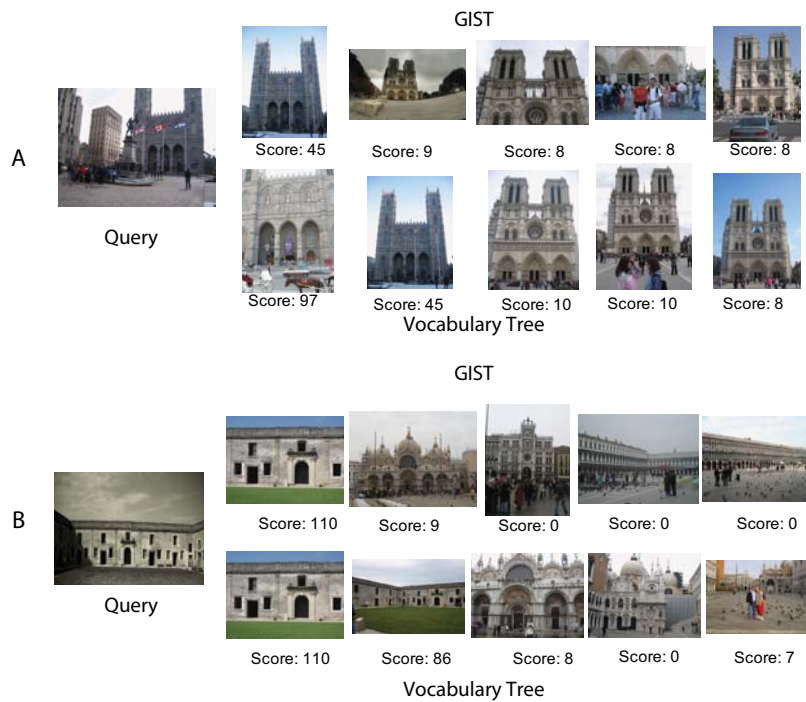 GIST
A
Query
Score: 45 Score: 9 Score: 8 Score: 8 Score: 8
Score: 97 Score: 45 Score: 10 Score: 10 Score: 8
Vocabulary Tree
GIST
B
Query
Score: 110 Score: 9 Score: 0 Score: 0 Score: 0
Score: 110 Score: 86 Score: 8 Score: 0 Score: 7
Vocabulary Tree